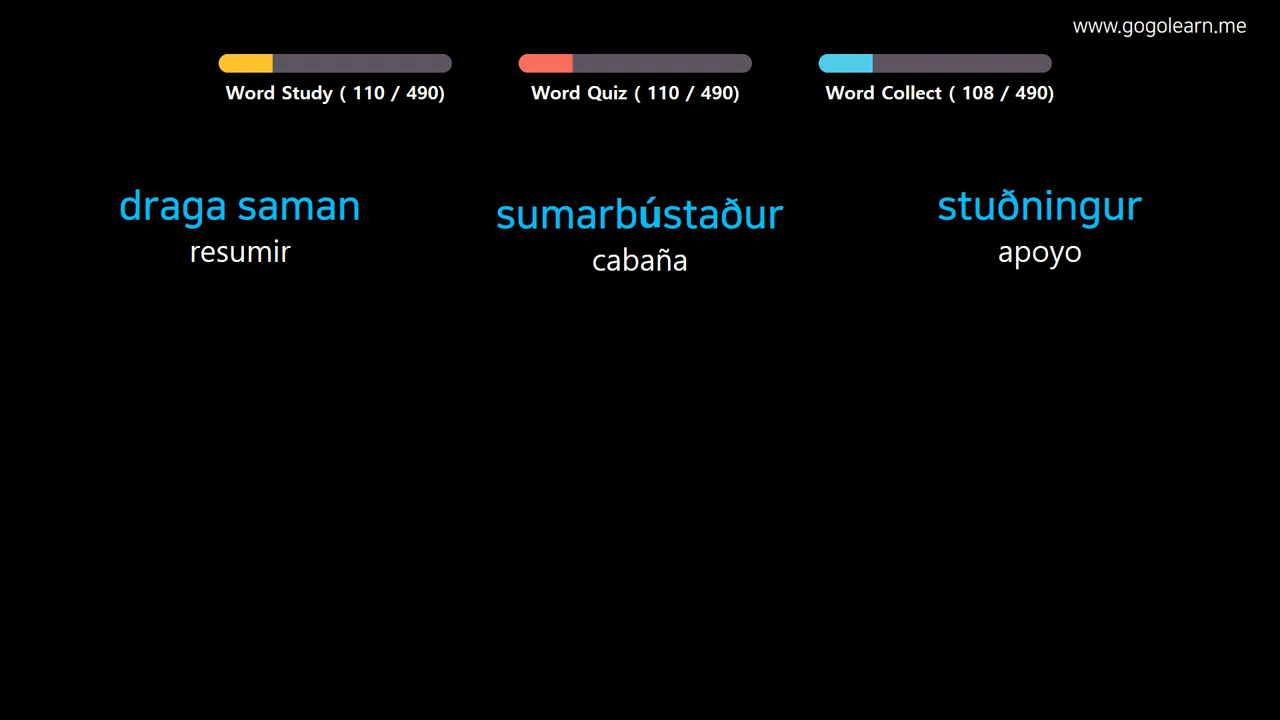 www.gogolearn.me
Word Study ( 110 / 490)
Word Quiz ( 110 / 490)
Word Collect ( 108 / 490)
draga saman
resumir
sumarbústaður
cabaña
stuðningur
apoyo